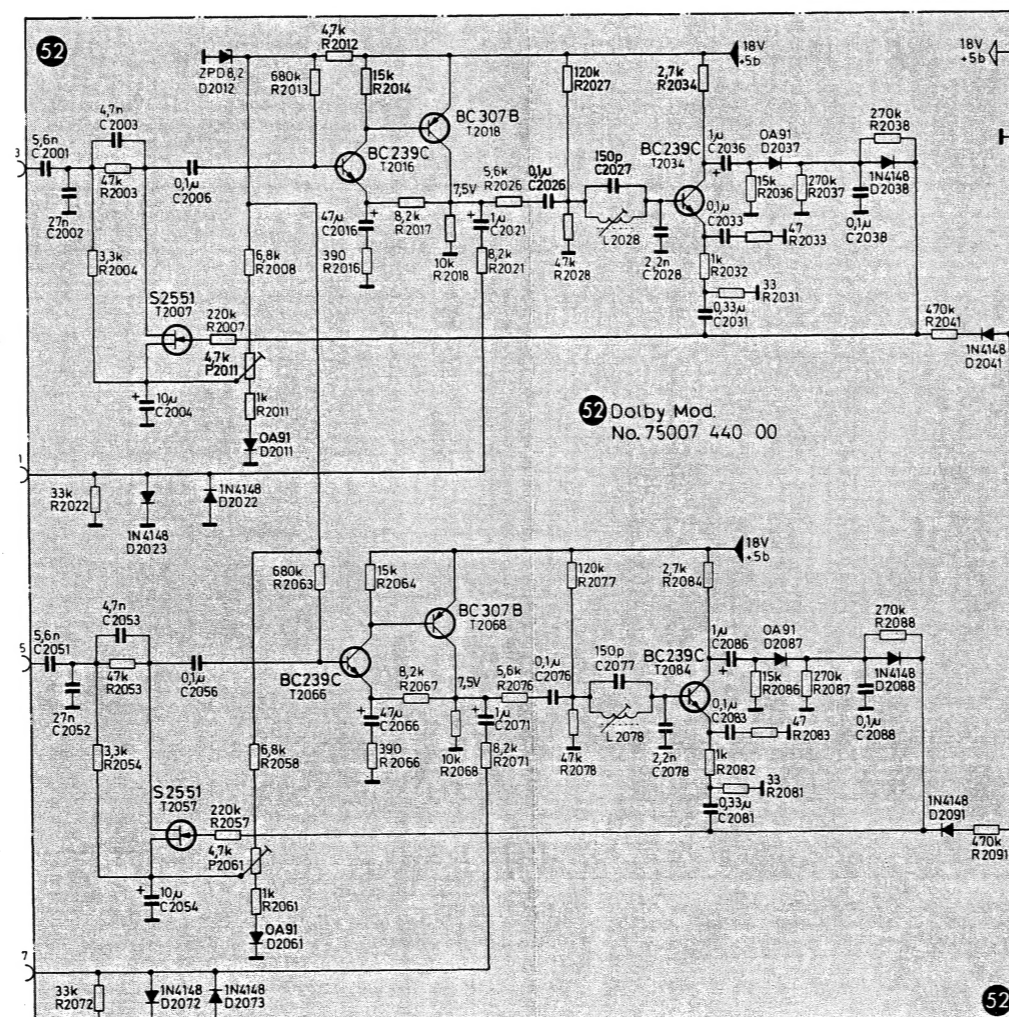 52
4,7k
R2012
18V
+5b
18V
+5b
ZPD8,2
D2012
680k
R2013
15k
R2014
120k
R2027
2,7k
R2034
4,7n
C2003
BC307B
T2018
270k
R2038
5,6n
C2001
1µ
C2036
OA91
D2037
3
47k
R2003
0,1µ
C2006
BC239C
T2016
5,6k
R2026
0,1µ
C2026
150p
C2027
BC239C
T2034
1N4148
D2038
7,5V
15k
R2036
270k
R2037
27n
C2002
47µ
C2016
8,2k
R2017
1µ
C2021
L2028
0,1µ
C2033
47
R2033
0,1µ
C2038
3,3k
R2004
6,8k
R2008
390
R2016
10k
R2018
8,2k
R2021
47k
R2028
2,2n
C2028
1k
R2032
33
R2031
S2551
T2007
220k
R2007
0,33µ
C2031
470k
R2041
4,7k
P2011
1N4148
D2041
10µ
C2004
1k
R2011
52 Dolby Mod.
No. 75007 440 00
OA91
D2011
1
33k
R2022
1N4148
D2022
1N4148
D2023
18V
+5b
680k
R2063
15k
R2064
120k
R2077
2,7k
R2084
4,7n
C2053
BC307B
T2068
270k
R2088
5,6n
C2051
1µ
C2086
OA91
D2087
5
47k
R2053
0,1µ
C2056
BC239C
T2066
8,2k
R2067
7,5V
5,6k
R2076
0,1µ
C2076
150p
C2077
BC239C
T2084
1N4148
D2088
15k
R2086
270k
R2087
27n
C2052
47µ
C2066
1µ
C2071
L2078
0,1µ
C2083
47
R2083
0,1µ
C2088
3,3k
R2054
6,8k
R2058
390
R2066
10k
R2068
8,2k
R2071
47k
R2078
2,2n
C2078
1k
R2082
33
R2081
S2551
T2057
220k
R2057
0,33µ
C2081
1N4148
D2091
4,7k
P2061
470k
R2091
10µ
C2054
1k
R2061
OA91
D2061
7
33k
R2072
1N4148
D2072
1N4148
D2073
52